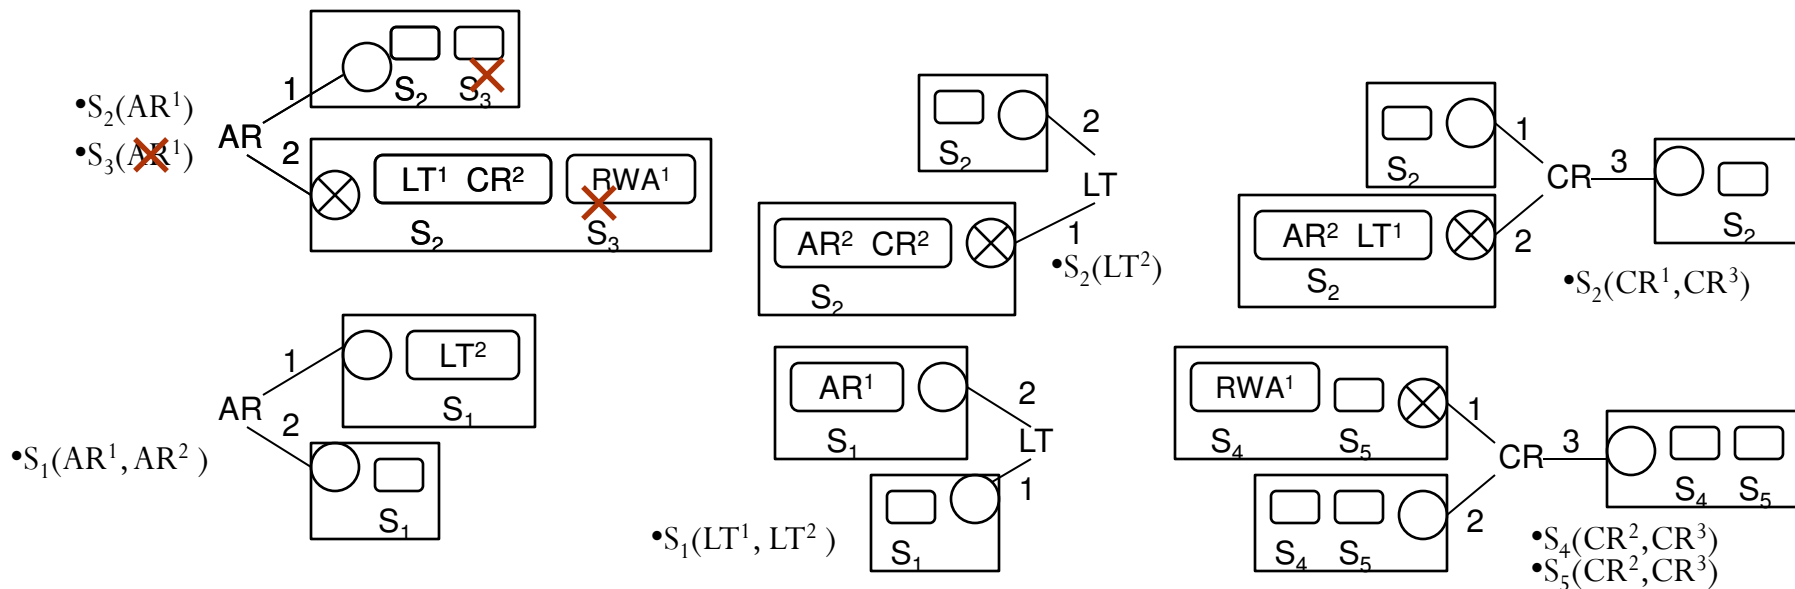 1
S₂ S₃
•S₂(AR¹)
AR
•S₃(AR¹)
2
LT¹ CR² RWA¹
S₂ S₃
2
S₂
LT
AR² CR²
1
•S₂(LT²)
S₂
1
S₂
CR 3
S₂
AR² LT¹
2
S₂
•S₂(CR¹,CR³)
1
LT²
S₁
AR
2
•S₁(AR¹, AR²)
S₁
AR¹
2
S₁
LT
1
•S₁(LT¹, LT²)
S₁
RWA¹
1
S₄ S₅
CR 3
S₄ S₅
2
S₄ S₅
•S₄(CR²,CR³)
•S₅(CR²,CR³)